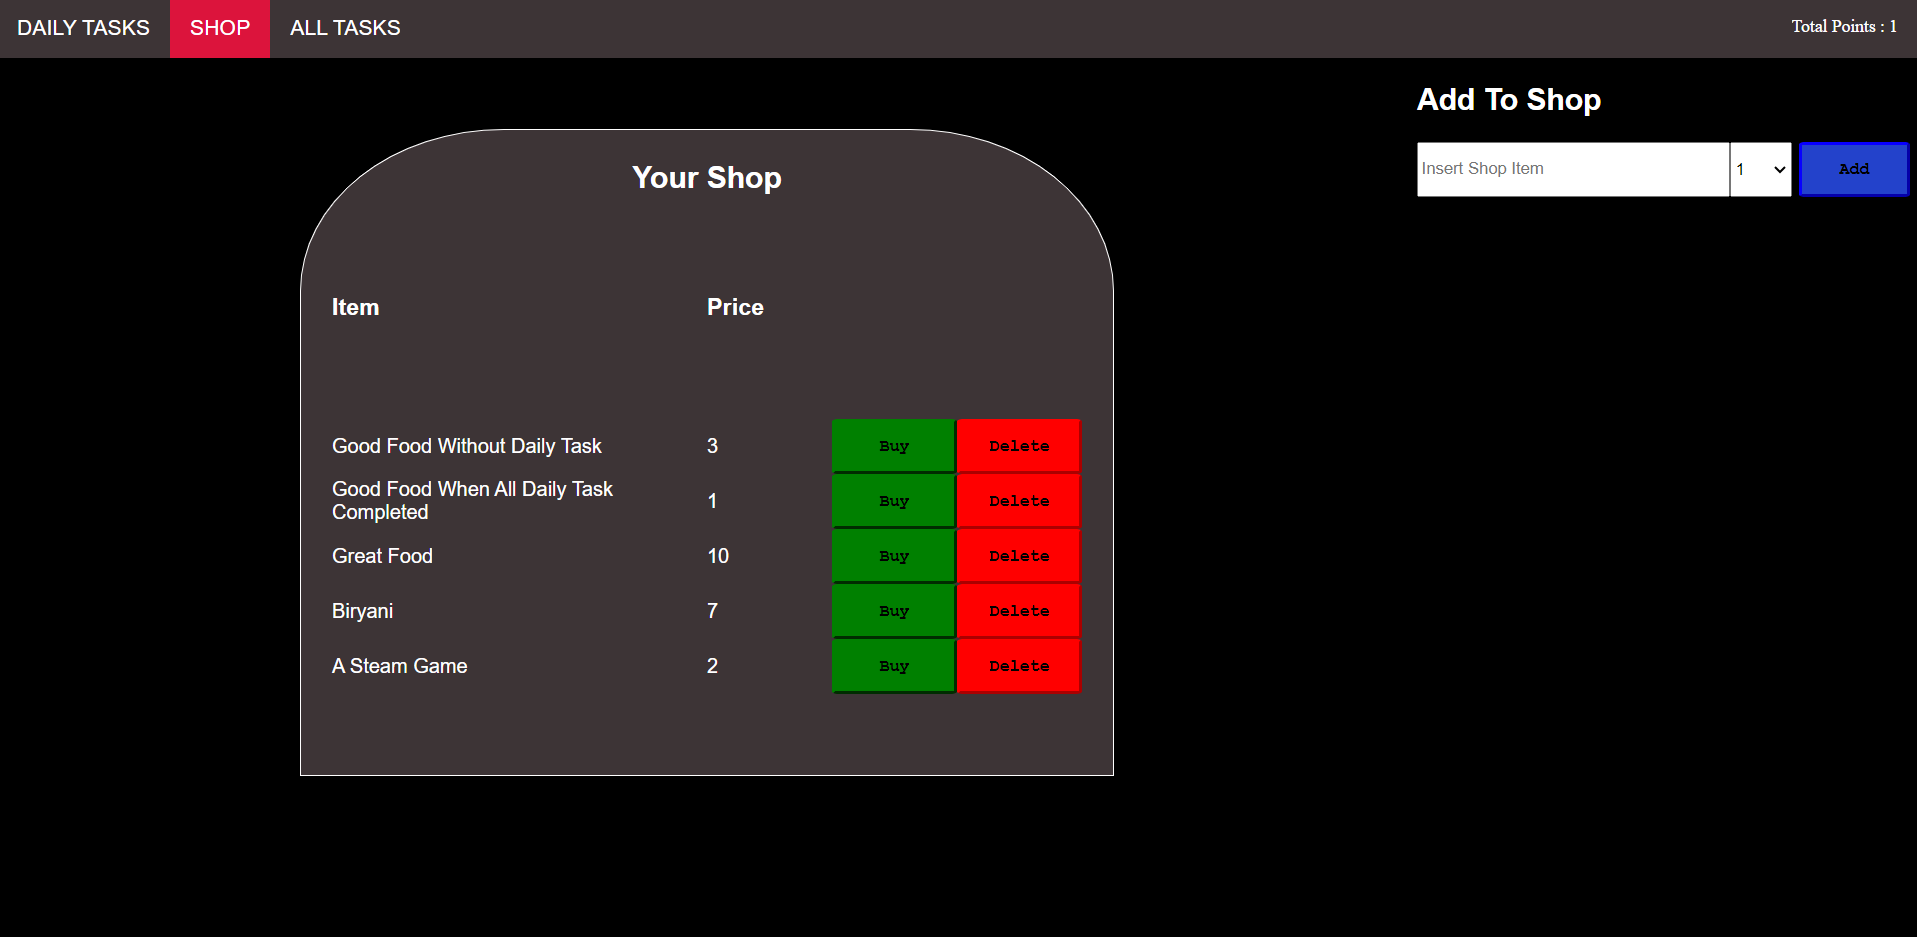 DAILY TASKS SHOP ALL TASKS Total Points : 1
Add To Shop
Insert Shop Item 1 Add
Your Shop
Item Price
Good Food Without Daily Task 3 Buy Delete
Good Food When All Daily Task
Completed 1 Buy Delete
Great Food 10 Buy Delete
Biryani 7 Buy Delete
A Steam Game 2 Buy Delete